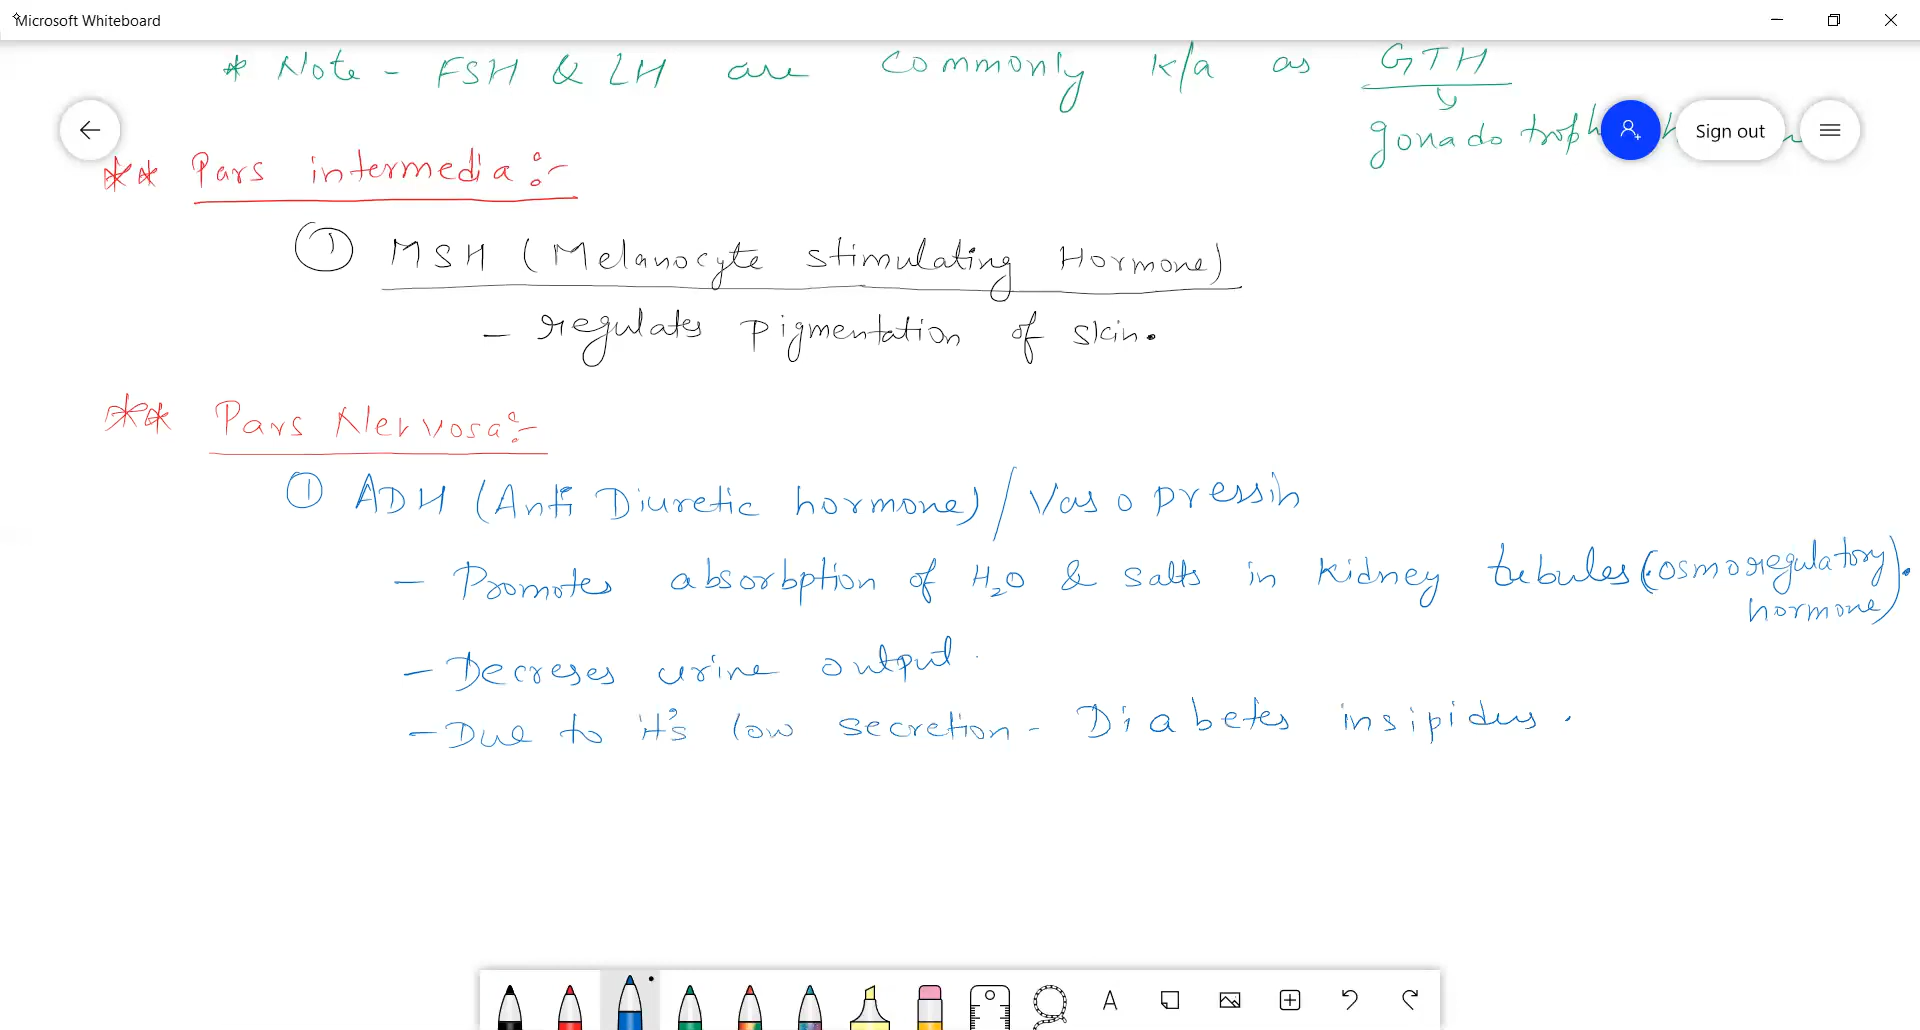 Microsoft Whiteboard
* Note - FSH & LH are commonly k/a as GTH
gonadotroph
Sign out
** Pars intermedia:-
① MSH (Melanocyte stimulating Hormone)
- regulates pigmentation of skin.
** Pars Nervosa:-
① ADH (Anti Diuretic hormone)/Vasopressin
- Promotes absorbption of H₂O & salts in kidney tubules (osmoregulatory hormone).
- Decreses urine output.
- Due to it's low secretion - Diabetes insipidus.
A